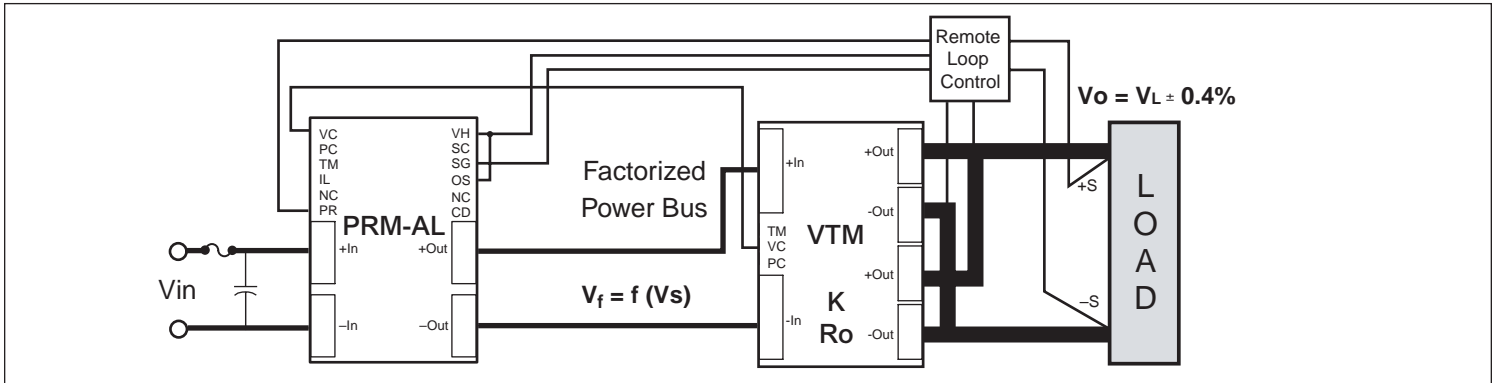 Remote
Loop
Control
Vo = VL ± 0.4%
VC
PC
TM
IL
NC
PR
VH
SC
SG
OS
NC
CD
PRM-AL
+In
–In
+Out
–Out
Vin
Factorized
Power Bus
Vf = f (Vs)
+In
TM
VC
PC
-In
VTM
K
Ro
+Out
-Out
+Out
-Out
+S
–S
L
O
A
D